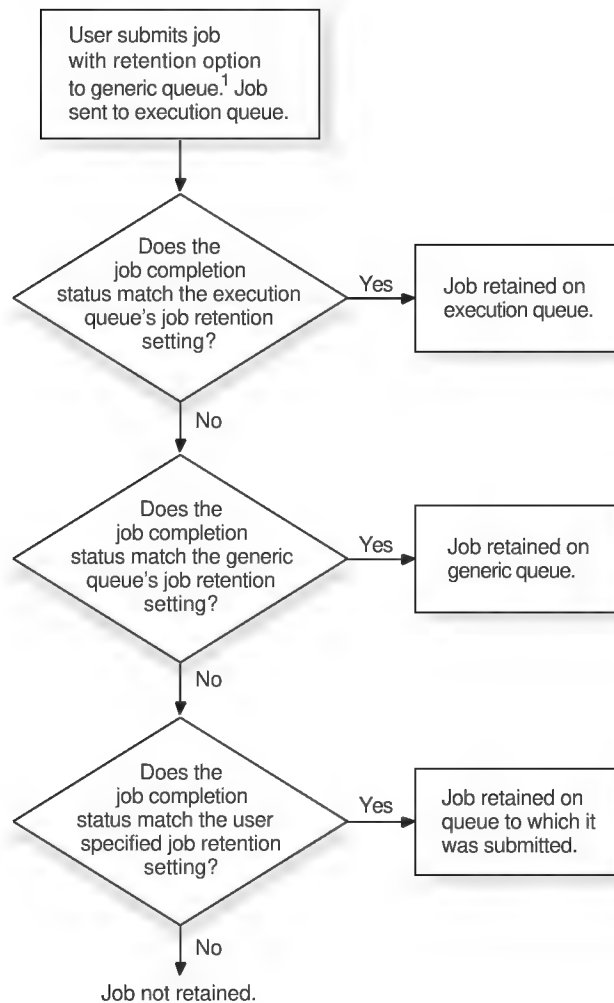 User submits job
with retention option
to generic queue.1 Job
sent to execution queue.
Does the
job completion
status match the execution
queue's job retention
setting?
Yes
Job retained on
execution queue.
No
Does the
job completion
status match the generic
queue's job retention
setting?
Yes
Job retained on
generic queue.
No
Does the
job completion
status match the user
specified job retention
setting?
Yes
Job retained on
queue to which it
was submitted.
No
Job not retained.